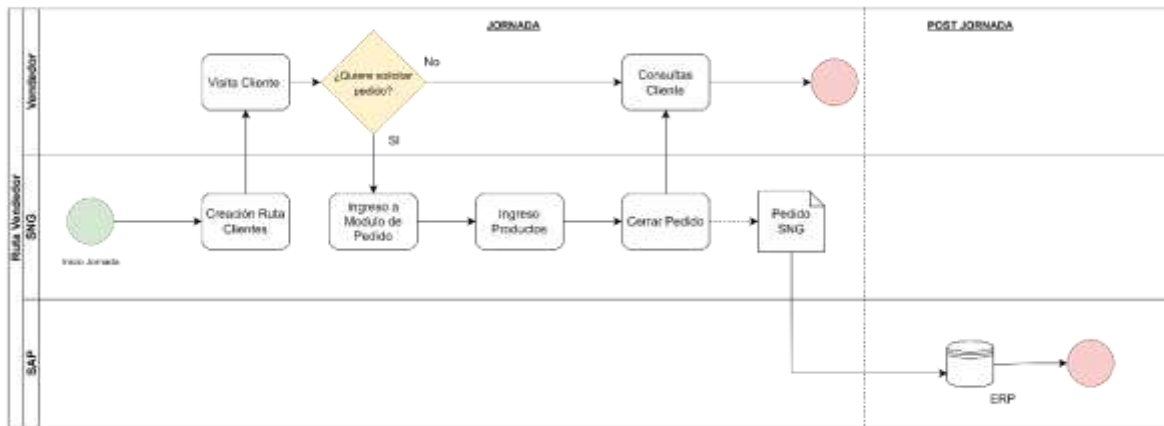 JORNADA
POST JORNADA
Ruta Vendedor
Vendedor
Visita Cliente
¿Quiere solicitar
pedido?
No
SI
Consultas
Cliente
SNG
Inicio Jornada
Creación Ruta
Clientes
Ingreso a
Modulo de
Pedido
Ingreso
Productos
Cerrar Pedido
Pedido
SNG
SAP
ERP